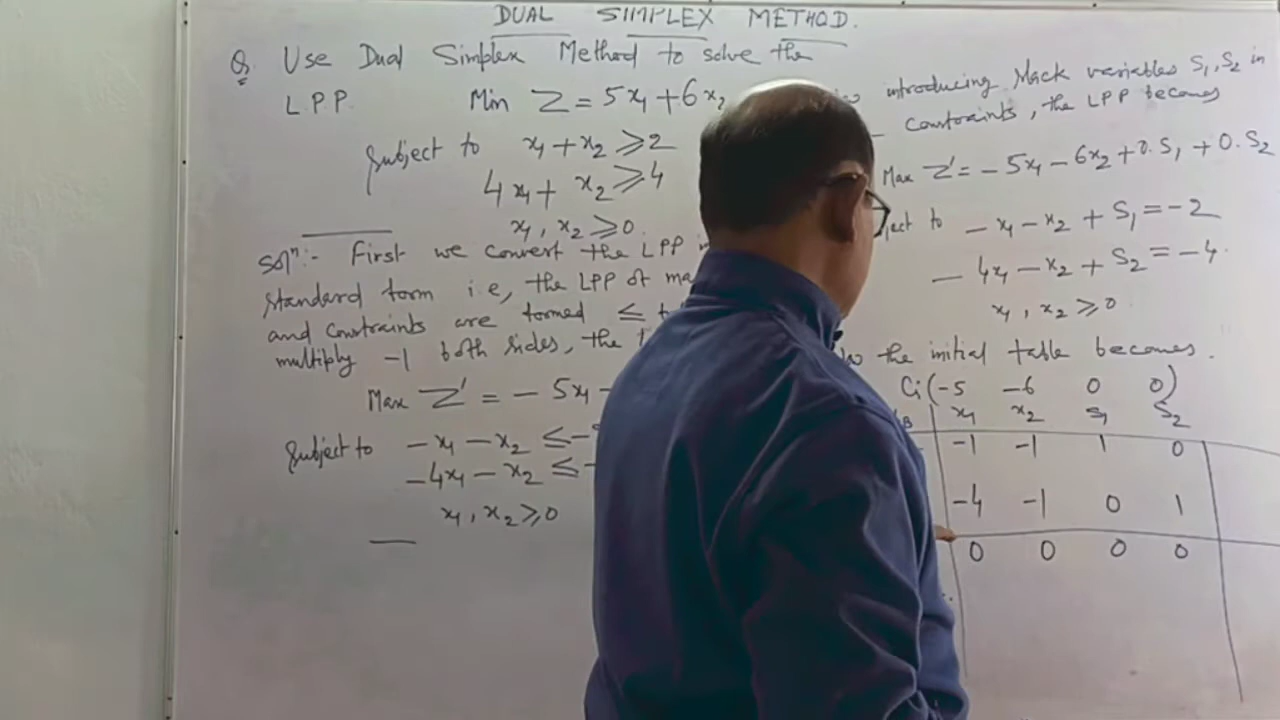 DUAL SIMPLEX METHOD.
Q. Use Dual Simplex Method to solve the
LPP. Min Z = 5x₁ + 6x₂
Subject to x₁ + x₂ ≥ 2
4x₁ + x₂ ≥ 4
x₁, x₂ ≥ 0.
Solⁿ:- First we convert the LPP
standard form i.e, the LPP of
and constraints are formed ≤
multiply -1 both sides, the
Max Z' = - 5x₁ -
Subject to -x₁ - x₂ ≤ -
-4x₁ - x₂ ≤ -
x₁, x₂ ≥ 0
introducing slack variables S₁, S₂ in
constraints, the LPP becomes
Max Z' = - 5x₁ - 6x₂ + 0.S₁ + 0.S₂
to - x₁ - x₂ + S₁ = -2
- 4x₁ - x₂ + S₂ = -4.
x₁, x₂ ≥ 0.
the initial table becomes.
Cj (-5 -6 0 0)
B x₁ x₂ S₁ S₂
-1 -1 1 0
-4 -1 0 1
0 0 0 0